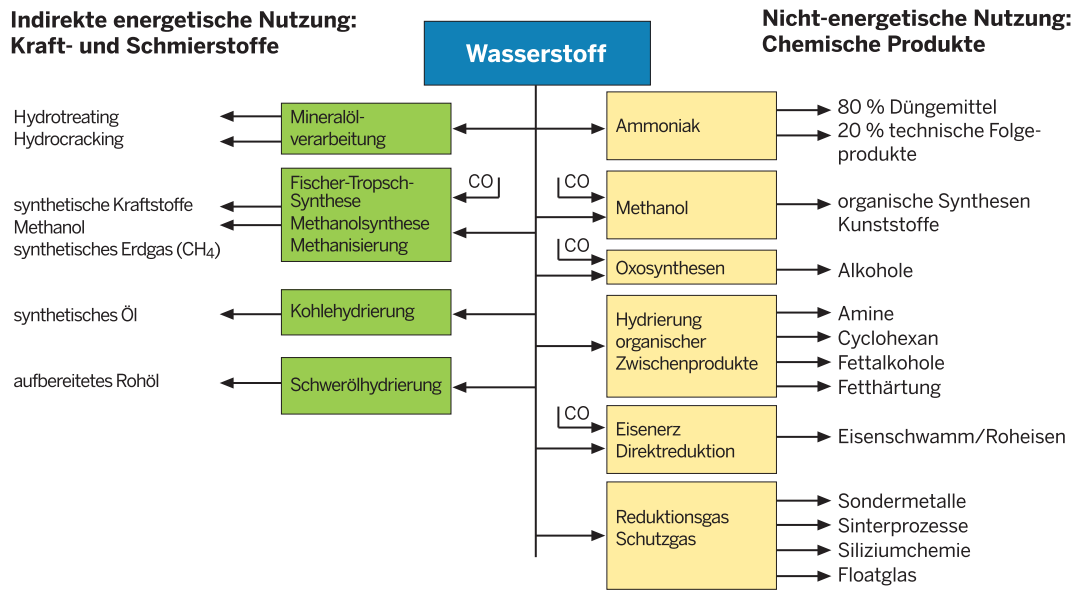 Indirekte energetische Nutzung:
Kraft- und Schmierstoffe
Wasserstoff
Nicht-energetische Nutzung:
Chemische Produkte
Hydrotreating
Hydrocracking
Mineralöl-
verarbeitung
synthetische Kraftstoffe
Methanol
synthetisches Erdgas (CH₄)
Fischer-Tropsch-
Synthese
Methanolsynthese
Methanisierung
CO
synthetisches Öl
Kohlehydrierung
aufbereitetes Rohöl
Schwerölhydrierung
Ammoniak
80 % Düngemittel
20 % technische Folge-
produkte
CO
Methanol
organische Synthesen
Kunststoffe
CO
Oxosynthesen
Alkohole
Hydrierung
organischer
Zwischenprodukte
Amine
Cyclohexan
Fettalkohole
Fetthärtung
CO
Eisenerz
Direktreduktion
Eisenschwamm/Roheisen
Reduktionsgas
Schutzgas
Sondermetalle
Sinterprozesse
Siliziumchemie
Floatglas